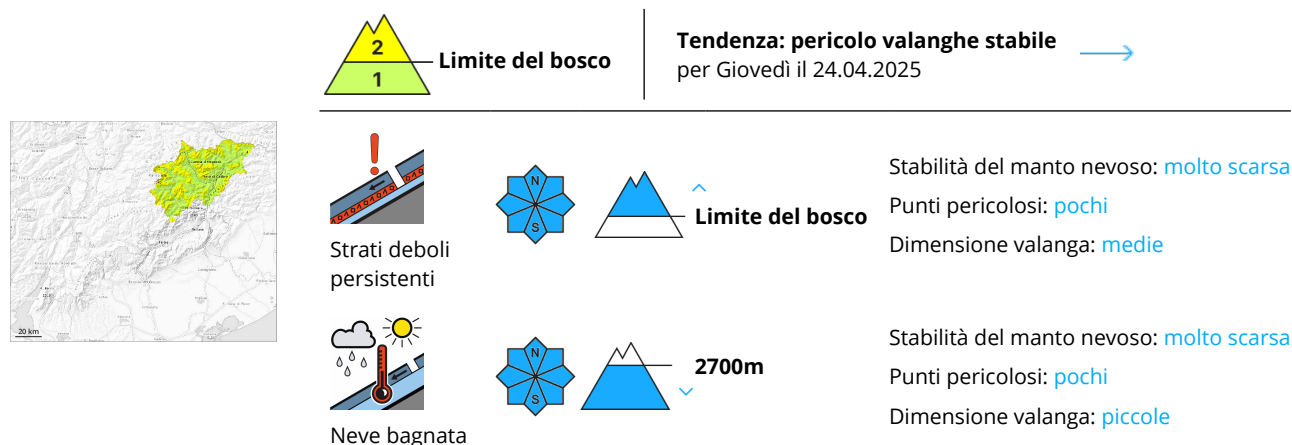 2
Limite del bosco
1
Tendenza: pericolo valanghe stabile
per Giovedì il 24.04.2025
20 km
Strati deboli
persistenti
N
S
Limite del bosco
Stabilità del manto nevoso: molto scarsa
Punti pericolosi: pochi
Dimensione valanga: medie
Neve bagnata
N
S
2700m
Stabilità del manto nevoso: molto scarsa
Punti pericolosi: pochi
Dimensione valanga: piccole